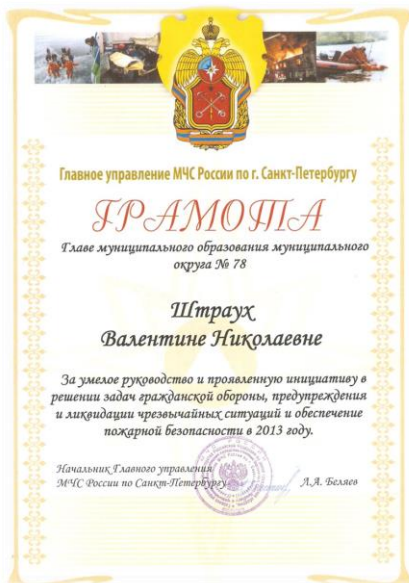 Главное управление МЧС России по г. Санкт-Петербургу
ГРАМОТА
Главе муниципального образования муниципального
округа № 78
Штраух
Валентине Николаевне
За умелое руководство и проявленную инициативу в
решении задач гражданской обороны, предупреждения
и ликвидации чрезвычайных ситуаций и обеспечение
пожарной безопасности в 2013 году.
Начальник Главного управления
МЧС России по Санкт-Петербургу
Л.А. Беляев